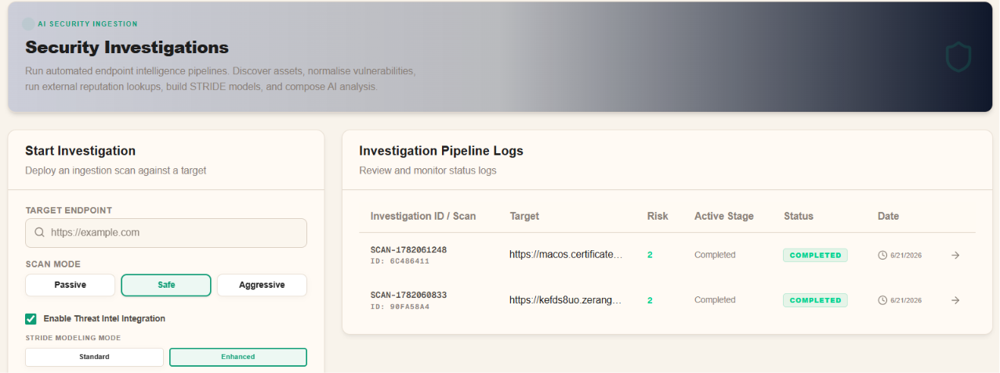 AI SECURITY INGESTION
Security Investigations
Run automated endpoint intelligence pipelines. Discover assets, normalise vulnerabilities,
run external reputation lookups, build STRIDE models, and compose AI analysis.
Start Investigation
Deploy an ingestion scan against a target
TARGET ENDPOINT
https://example.com
SCAN MODE
Passive
Safe
Aggressive
Enable Threat Intel Integration
STRIDE MODELING MODE
Standard
Enhanced
Investigation Pipeline Logs
Review and monitor status logs
Investigation ID / Scan
Target
Risk
Active Stage
Status
Date
SCAN-1782061248
ID: 6C486411
https://macos.certificate...
2
Completed
COMPLETED
6/21/2026
SCAN-1782060833
ID: 90FA58A4
https://kefds8uo.zerang...
2
Completed
COMPLETED
6/21/2026